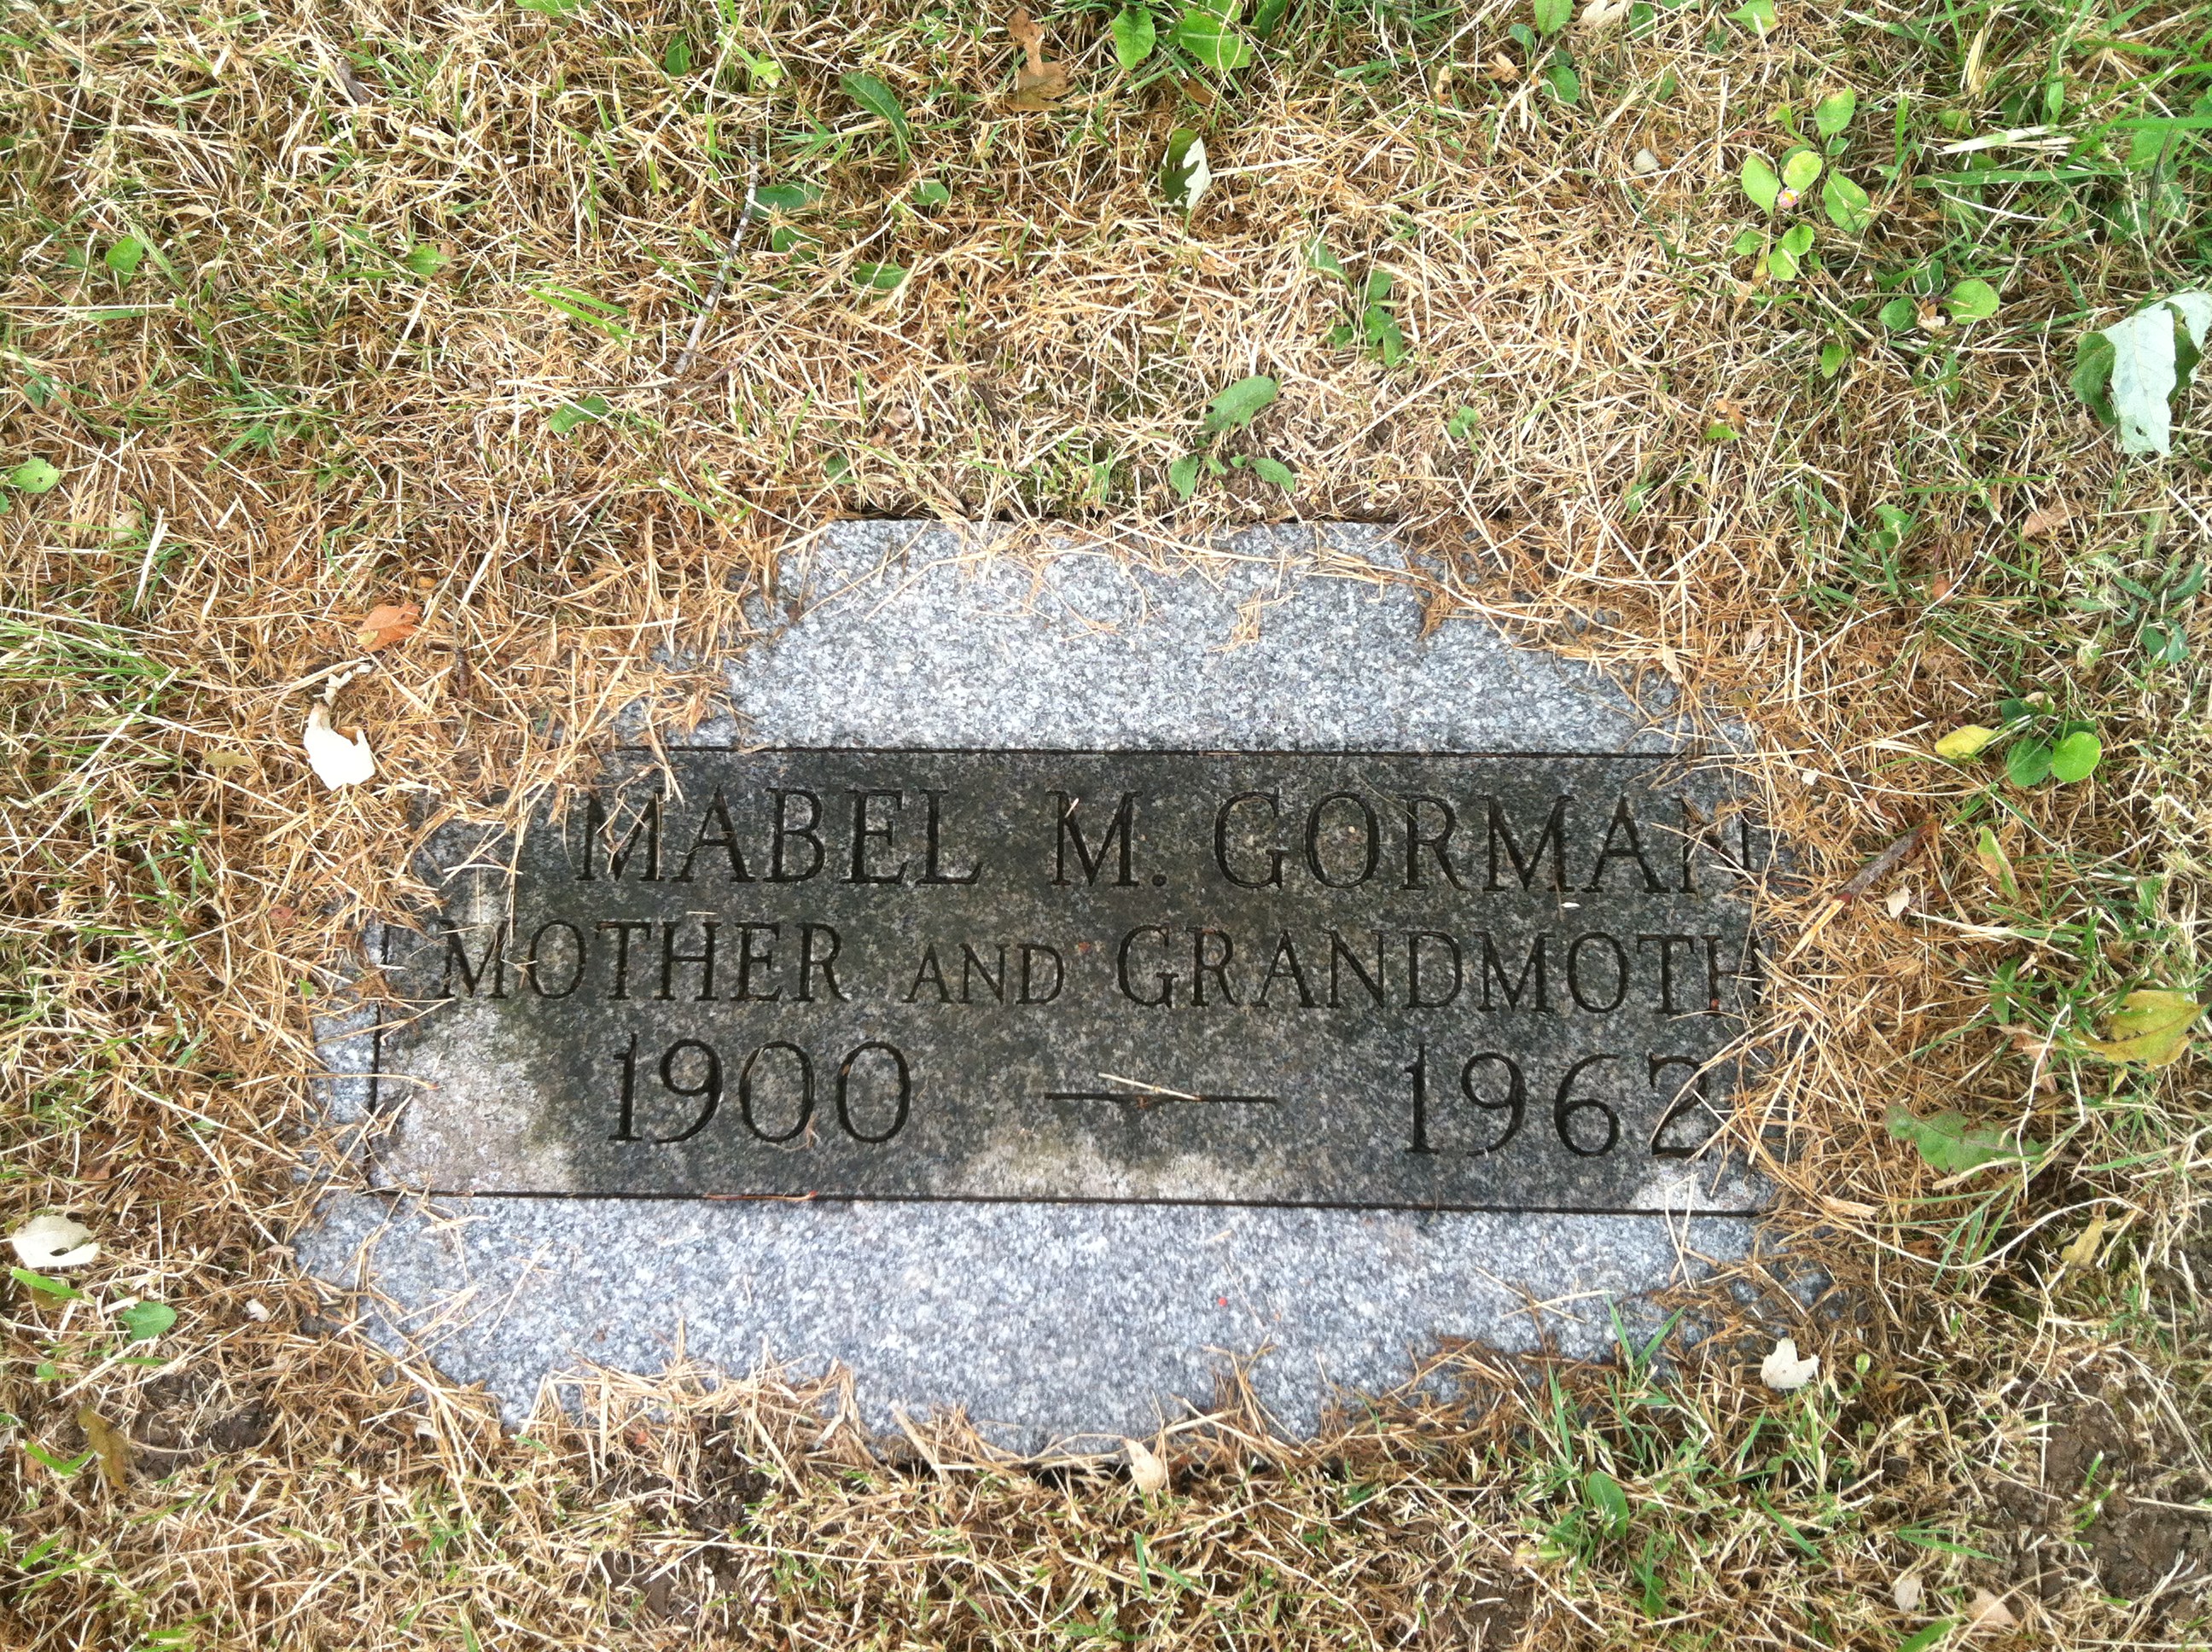 MABEL M. GORMAN
MOTHER AND GRANDMOTH
1900 — 1962